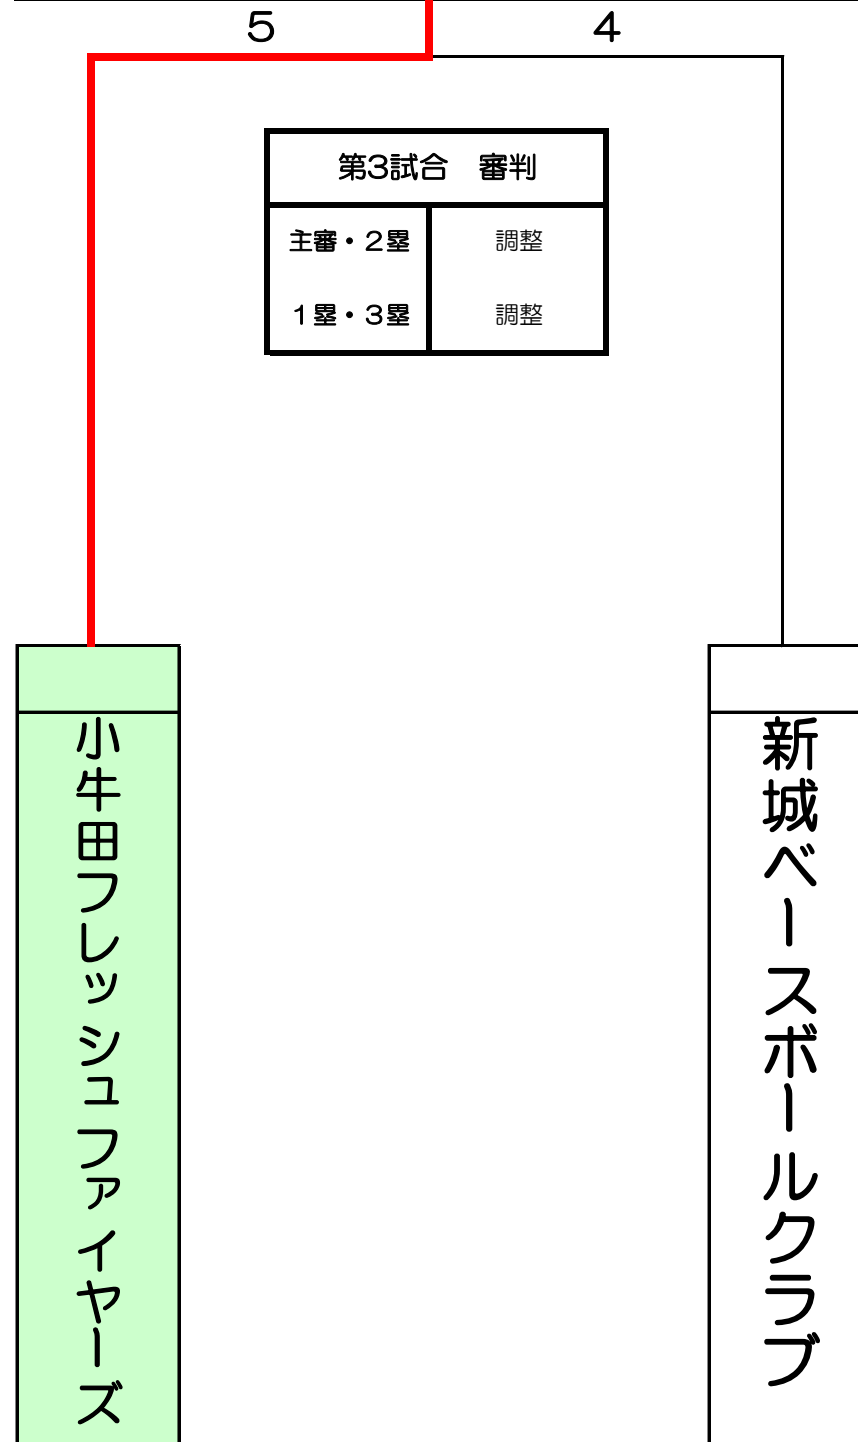 ５　４
第３試合　審判
主審・２塁　調整
１塁・３塁　調整
小牛田フレッシュファイヤーズ
新城ベースボールクラブ